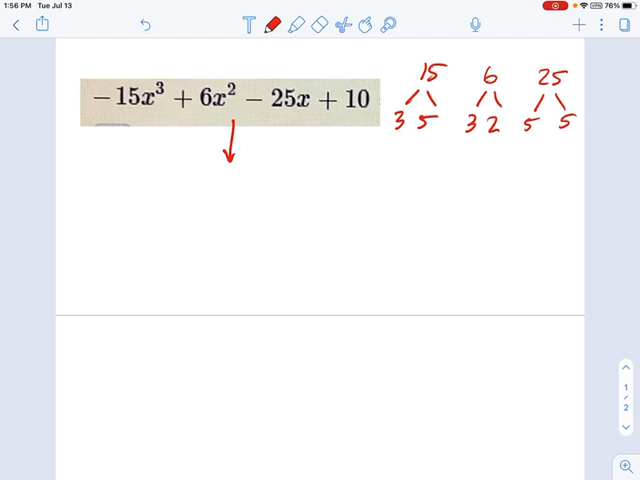 1:56 PM Tue Jul 13
VPN 76%
T
15 6 25
−15x³ + 6x² − 25x + 10
3 5 3 2 5 5
1
/
2